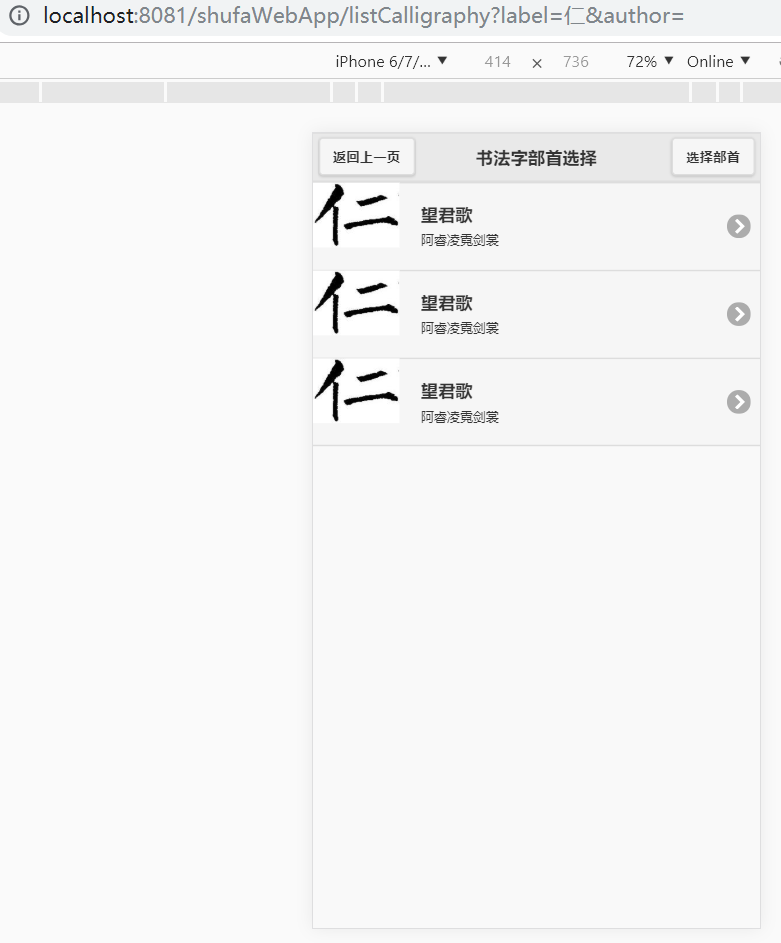 localhost:8081/shufaWebApp/listCalligraphy?label=仁&author=
iPhone 6/7/... ▼ 414 × 736 72% ▼ Online ▼
返回上一页 书法字部首选择 选择部首
仁
望君歌
阿睿凌霓剑裳
仁
望君歌
阿睿凌霓剑裳
仁
望君歌
阿睿凌霓剑裳